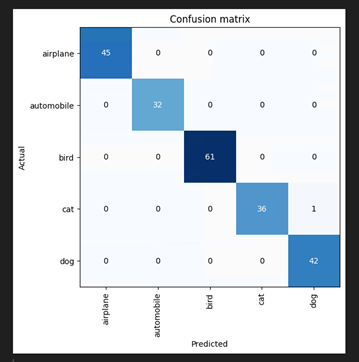 Confusion matrix
Actual
airplane 45 0 0 0 0
automobile 0 32 0 0 0
bird 0 0 61 0 0
cat 0 0 0 36 1
dog 0 0 0 0 42
airplane automobile bird cat dog
Predicted